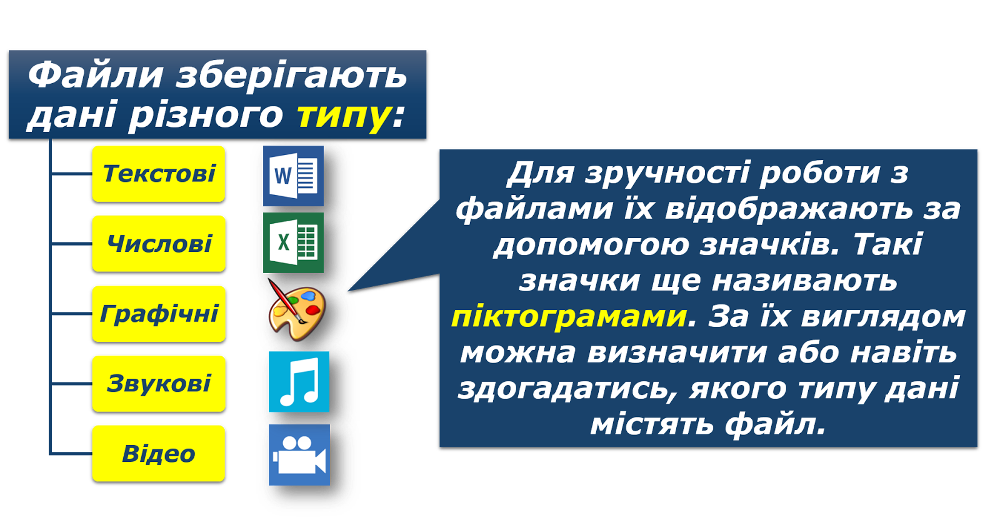 Файли зберігають
дані різного типу:
Текстові
W
Числові
X
Графічні
Звукові
Відео
Для зручності роботи з
файлами їх відображають за
допомогою значків. Такі
значки ще називають
піктограмами. За їх виглядом
можна визначити або навіть
здогадатись, якого типу дані
містять файл.